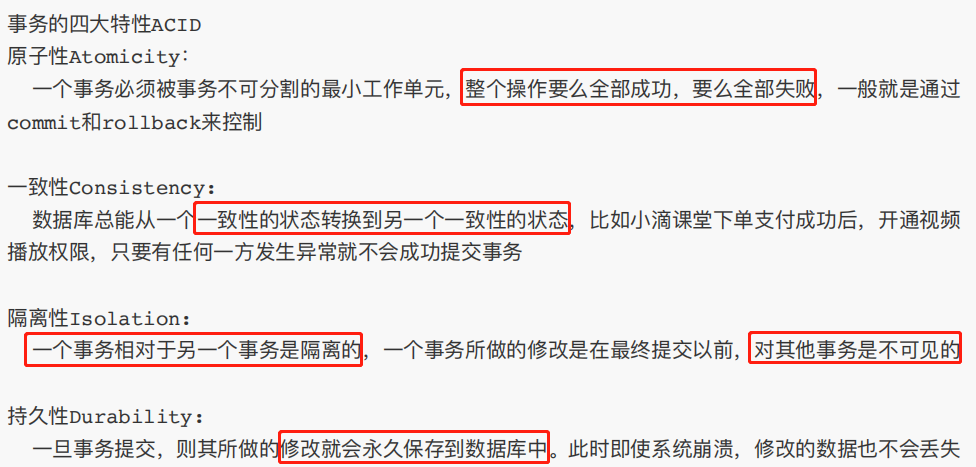 事务的四大特性ACID
原子性Atomicity:
一个事务必须被事务不可分割的最小工作单元，整个操作要么全部成功，要么全部失败，一般就是通过
commit和rollback来控制
一致性Consistency：
数据库总能从一个一致性的状态转换到另一个一致性的状态，比如小滴课堂下单支付成功后，开通视频
播放权限，只要有任何一方发生异常就不会成功提交事务
隔离性Isolation：
一个事务相对于另一个事务是隔离的，一个事务所做的修改是在最终提交以前，对其他事务是不可见的
持久性Durability：
一旦事务提交，则其所做的修改就会永久保存到数据库中。此时即使系统崩溃，修改的数据也不会丢失